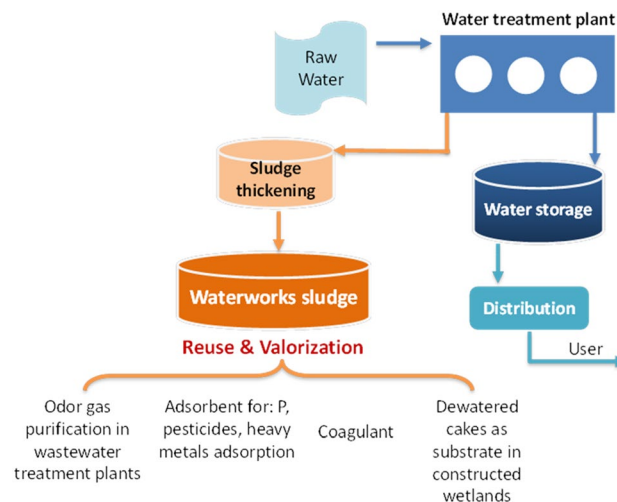 Water treatment plant
Raw
Water
Sludge
thickening
Water storage
Waterworks sludge
Distribution
Reuse & Valorization
User
Odor gas
purification in
wastewater
treatment plants
Adsorbent for: P,
pesticides, heavy
metals adsorption
Coagulant
Dewatered
cakes as
substrate in
constructed
wetlands